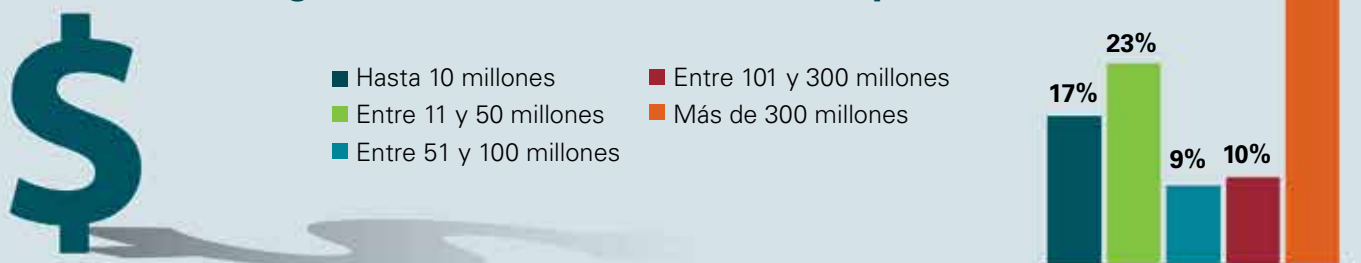 $
Hasta 10 millones
Entre 11 y 50 millones
Entre 51 y 100 millones
Entre 101 y 300 millones
Más de 300 millones
17%
23%
9%
10%